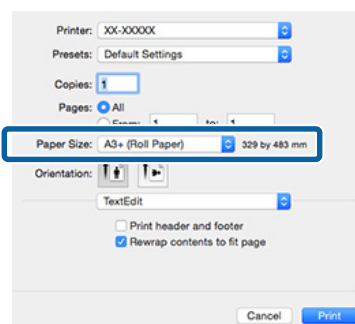 Printer: XX-XXXXX
Presets: Default Settings
Copies: 1
Pages: All
From: 1 to: 1
Paper Size: A3+ (Roll Paper) 329 by 483 mm
Orientation:
TextEdit
Print header and footer
Rewrap contents to fit page
Cancel Print